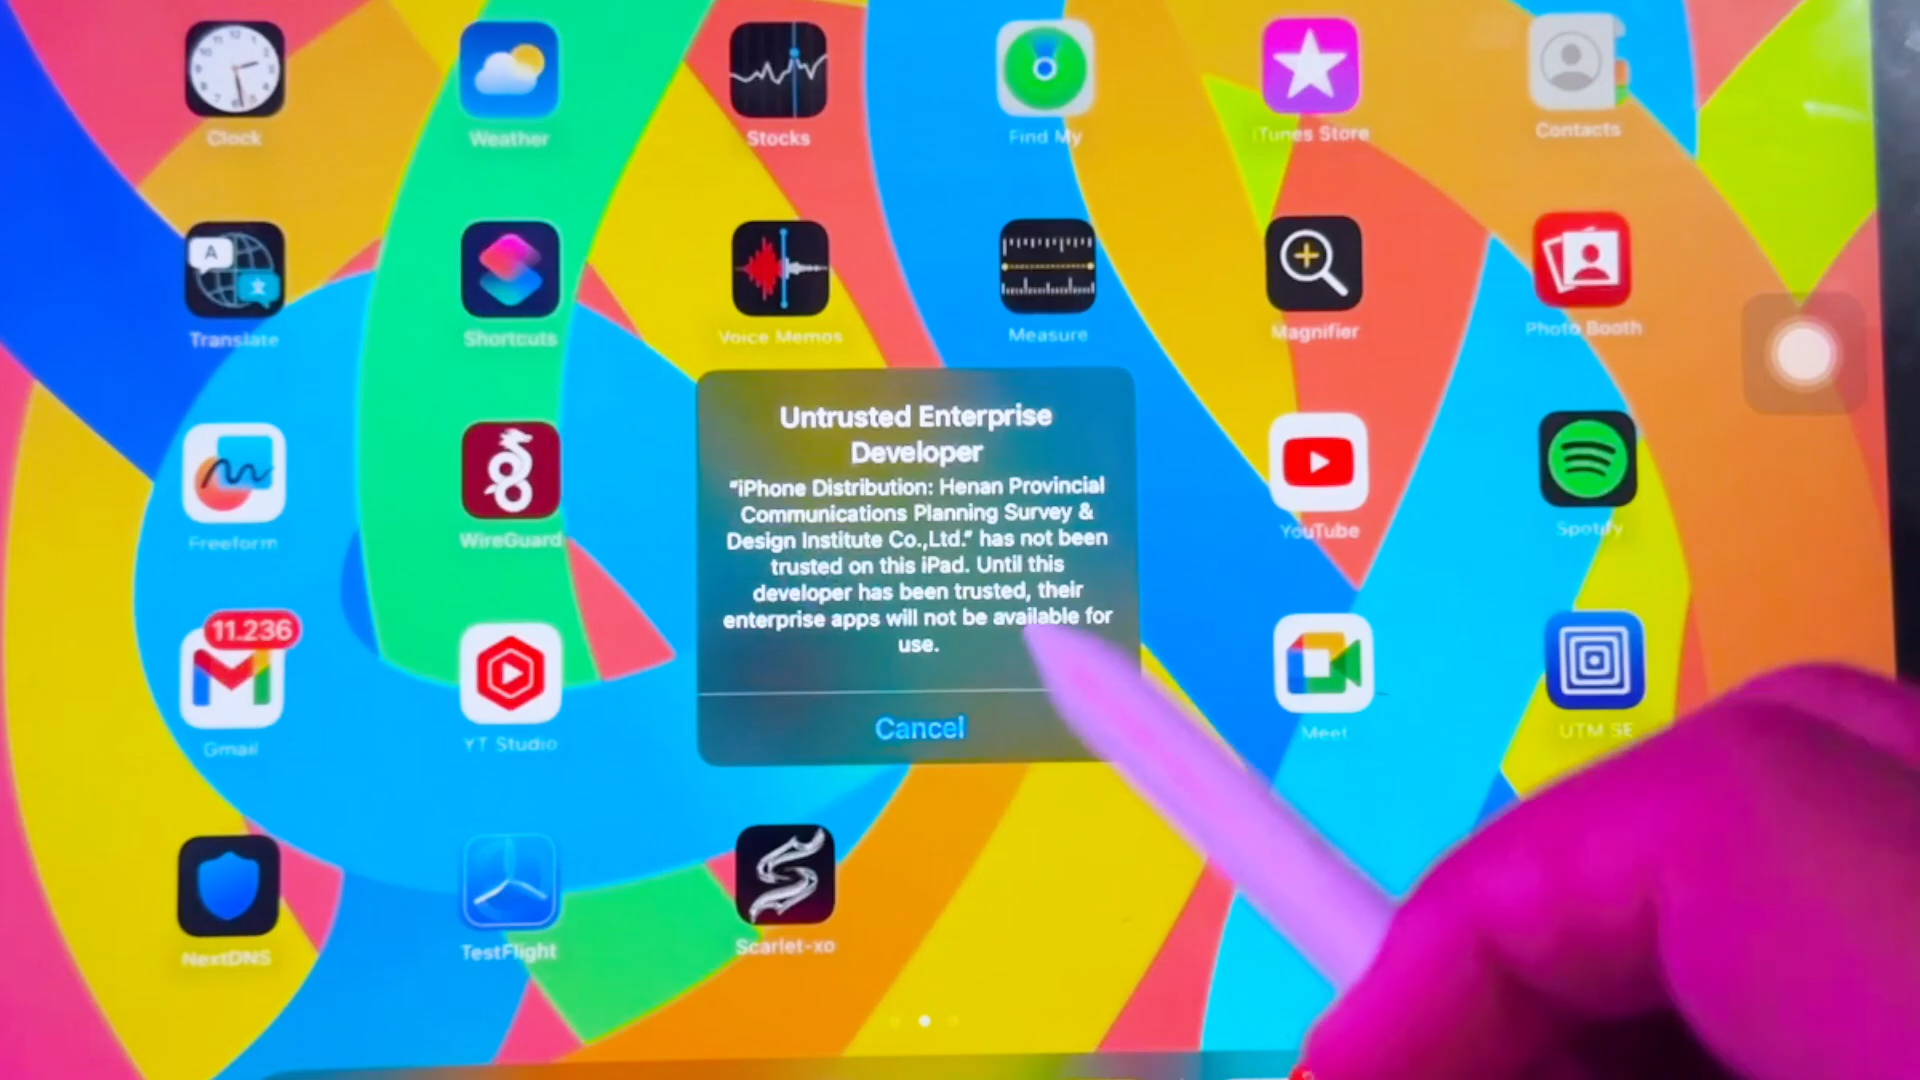 Clock
Weather
Stocks
Find My
iTunes Store
Contacts
A
Translate
Shortcuts
Voice Memos
Measure
Magnifier
Photo Booth
Untrusted Enterprise
Developer
"iPhone Distribution: Henan Provincial
Communications Planning Survey &
Design Institute Co.,Ltd." has not been
trusted on this iPad. Until this
developer has been trusted, their
enterprise apps will not be available for
use.
Cancel
Freeform
WireGuard
YouTube
Spotify
11.236
Gmail
YT Studio
Meet
UTM SE
NextDNS
TestFlight
Scarlet-xo